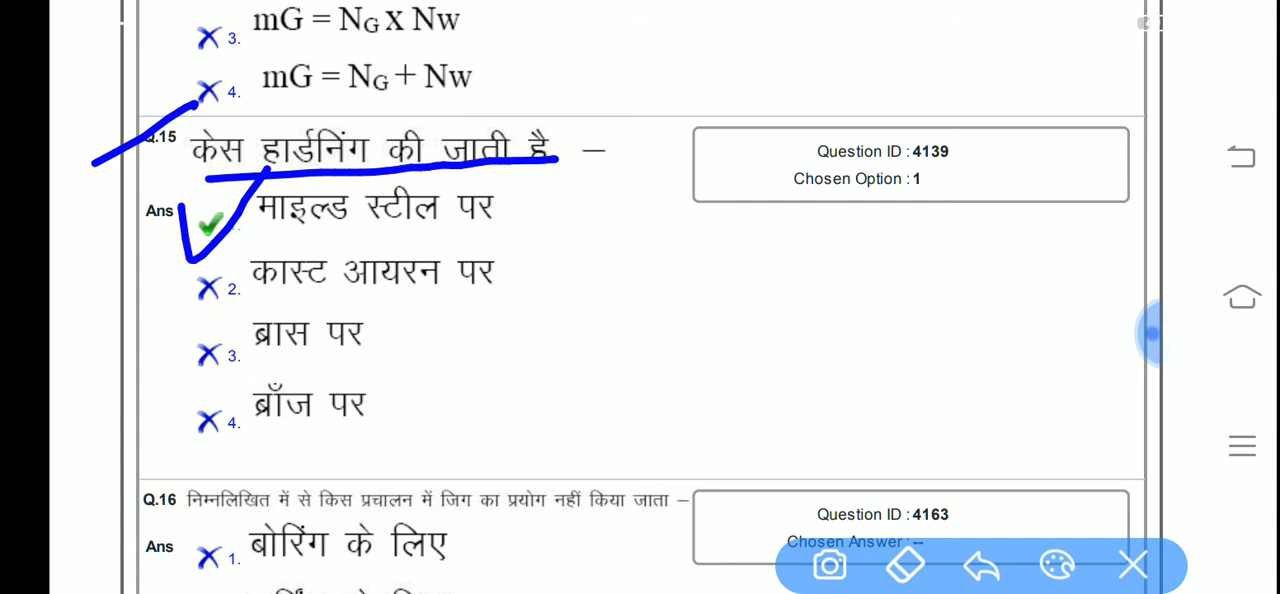 3. mG = NG X Nw
4. mG = NG + Nw
Q.15 केस हार्डनिंग की जाती है –
Question ID : 4139
Chosen Option : 1
Ans माइल्ड स्टील पर
2. कास्ट आयरन पर
3. ब्रास पर
4. ब्राँज पर
Q.16 निम्नलिखित में से किस प्रचालन में जिग का प्रयोग नहीं किया जाता –
Question ID : 4163
Chosen Answer : --
Ans 1. बोरिंग के लिए